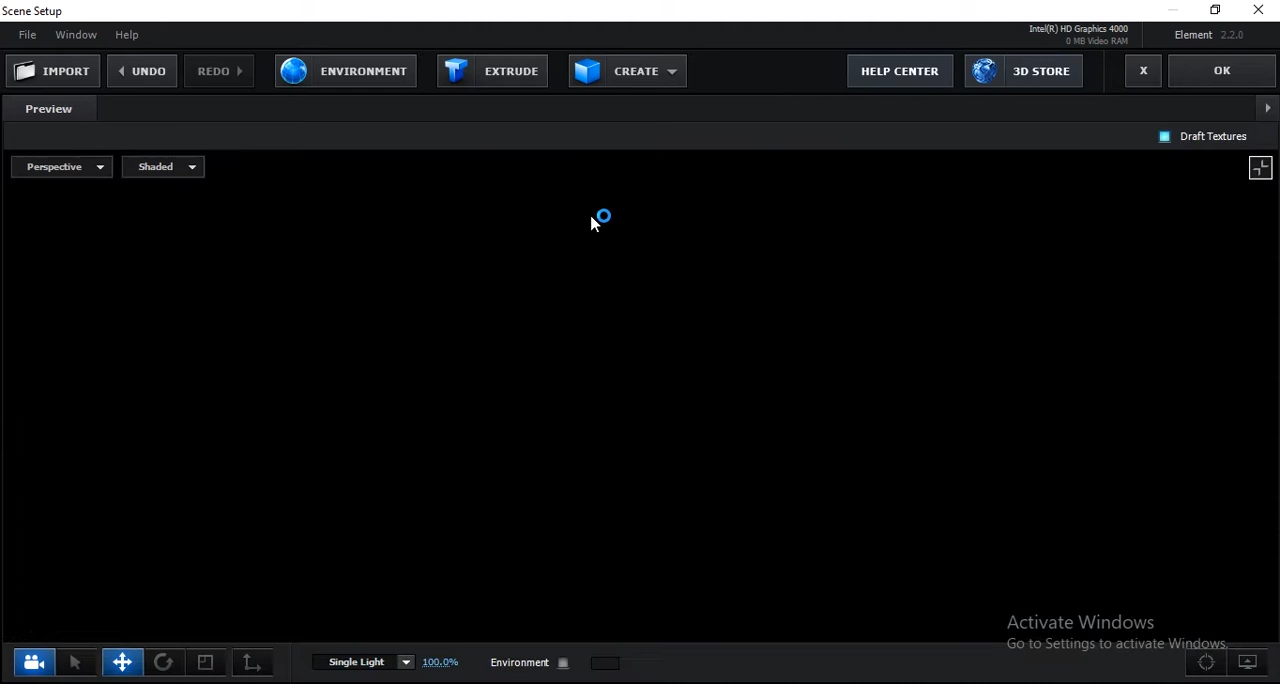 Scene Setup
File Window Help
Intel(R) HD Graphics 4000
0 MB Video RAM
Element 2.2.0
IMPORT UNDO REDO ENVIRONMENT EXTRUDE CREATE HELP CENTER 3D STORE X OK
Preview
Draft Textures
Perspective Shaded
Activate Windows
Go to Settings to activate Windows.
Single Light 100.0% Environment